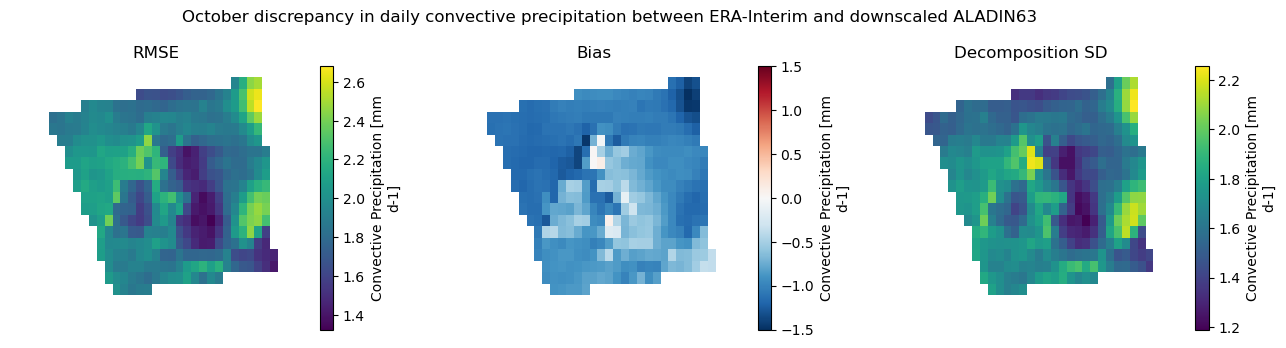 October discrepancy in daily convective precipitation between ERA-Interim and downscaled ALADIN63
RMSE
2.6
2.4
2.2
2.0
1.8
1.6
1.4
Convective Precipitation [mm
d-1]
Bias
1.5
1.0
0.5
0.0
−0.5
−1.0
−1.5
Convective Precipitation [mm
d-1]
Decomposition SD
2.2
2.0
1.8
1.6
1.4
1.2
Convective Precipitation [mm
d-1]